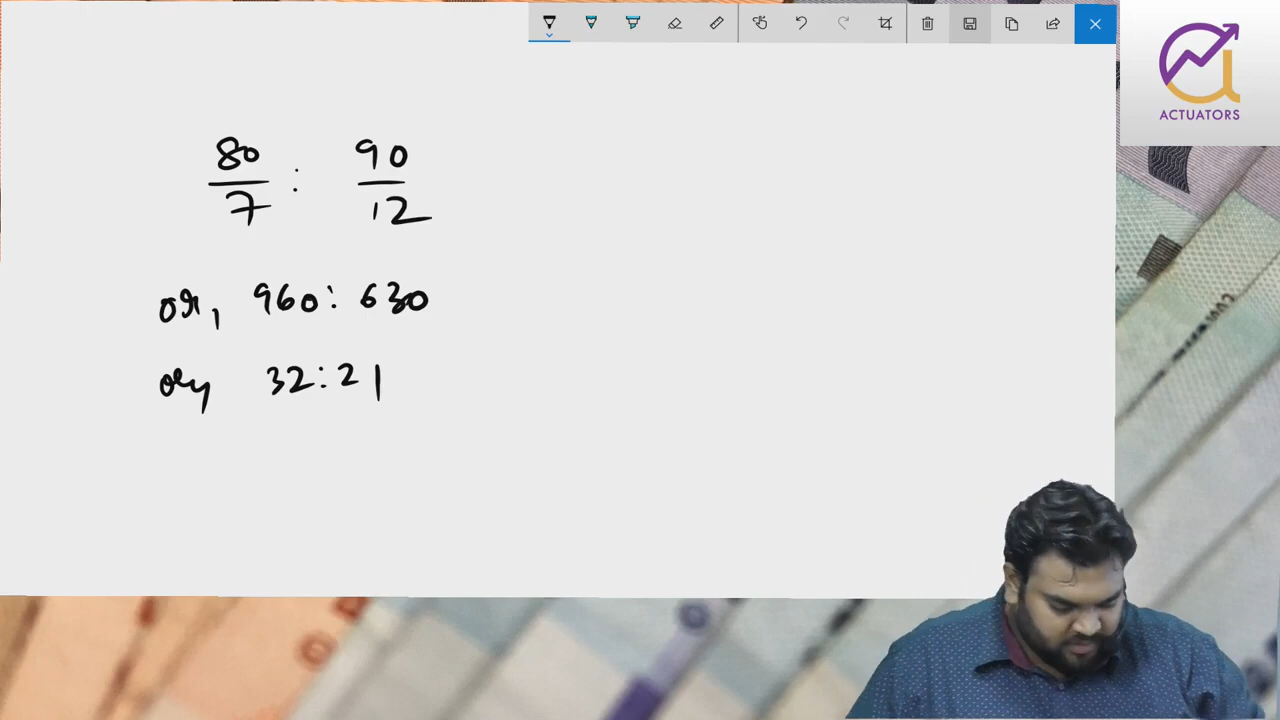 ACTUATORS
80/7 : 90/12
or, 960 : 630
or, 32 : 21